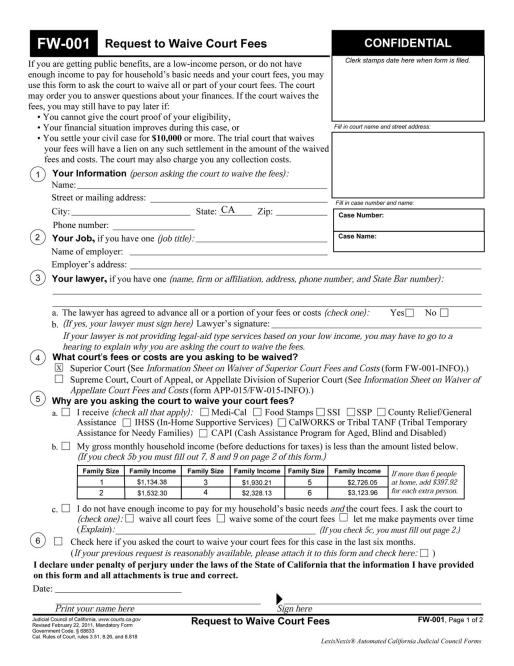 FW-001 Request to Waive Court Fees
CONFIDENTIAL
Clerk stamps date here when form is filed.
If you are getting public benefits, are a low-income person, or do not have
enough income to pay for household's basic needs and your court fees, you may
use this form to ask the court to waive all or part of your court fees. The court
may order you to answer questions about your finances. If the court waives the
fees, you may still have to pay later if:
• You cannot give the court proof of your eligibility,
• Your financial situation improves during this case, or
• You settle your civil case for $10,000 or more. The trial court that waives
your fees will have a lien on any such settlement in the amount of the waived
fees and costs. The court may also charge you any collection costs.
Fill in court name and street address:
Fill in case number and name:
Case Number:
Case Name:
1 Your Information (person asking the court to waive the fees):
Name:
Street or mailing address:
City: State: CA Zip:
Phone number:
2 Your Job, if you have one (job title):
Name of employer:
Employer's address:
3 Your lawyer, if you have one (name, firm or affiliation, address, phone number, and State Bar number):
a. The lawyer has agreed to advance all or a portion of your fees or costs (check one): Yes No
b. (If yes, your lawyer must sign here) Lawyer's signature:
If your lawyer is not providing legal-aid type services based on your low income, you may have to go to a
hearing to explain why you are asking the court to waive the fees.
4 What court's fees or costs are you asking to be waived?
X Superior Court (See Information Sheet on Waiver of Superior Court Fees and Costs (form FW-001-INFO).)
Supreme Court, Court of Appeal, or Appellate Division of Superior Court (See Information Sheet on Waiver of
Appellate Court Fees and Costs (form APP-015/FW-015-INFO).)
5 Why are you asking the court to waive your court fees?
a. I receive (check all that apply): Medi-Cal Food Stamps SSI SSP County Relief/General
Assistance IHSS (In-Home Supportive Services) CalWORKS or Tribal TANF (Tribal Temporary
Assistance for Needy Families) CAPI (Cash Assistance Program for Aged, Blind and Disabled)
b. My gross monthly household income (before deductions for taxes) is less than the amount listed below.
(If you check 5b you must fill out 7, 8 and 9 on page 2 of this form.)
Family Size Family Income Family Size Family Income Family Size Family Income
1 $1,134.38 3 $1,930.21 5 $2,726.05
2 $1,532.30 4 $2,328.13 6 $3,123.96
If more than 6 people
at home, add $397.92
for each extra person.
c. I do not have enough income to pay for my household's basic needs and the court fees. I ask the court to
(check one): waive all court fees waive some of the court fees let me make payments over time
(Explain): (If you check 5c, you must fill out page 2.)
6 Check here if you asked the court to waive your court fees for this case in the last six months.
(If your previous request is reasonably available, please attach it to this form and check here: )
I declare under penalty of perjury under the laws of the State of California that the information I have provided
on this form and all attachments is true and correct.
Date:
Print your name here Sign here
Judicial Council of California, www.courts.ca.gov
Revised February 22, 2011, Mandatory Form
Government Code, § 68633
Cal. Rules of Court, rules 3.51, 8.26, and 8.818
Request to Waive Court Fees
FW-001, Page 1 of 2
LexisNexis® Automated California Judicial Council Forms